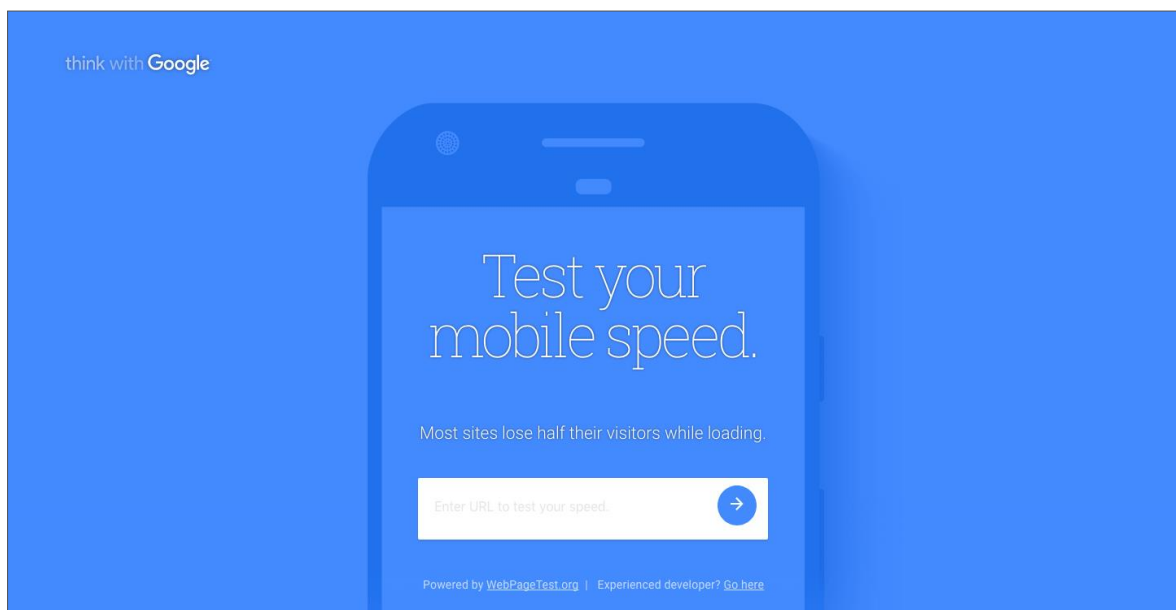 think with Google
Test your
mobile speed.
Most sites lose half their visitors while loading.
Enter URL to test your speed.
Powered by WebPageTest.org | Experienced developer? Go here